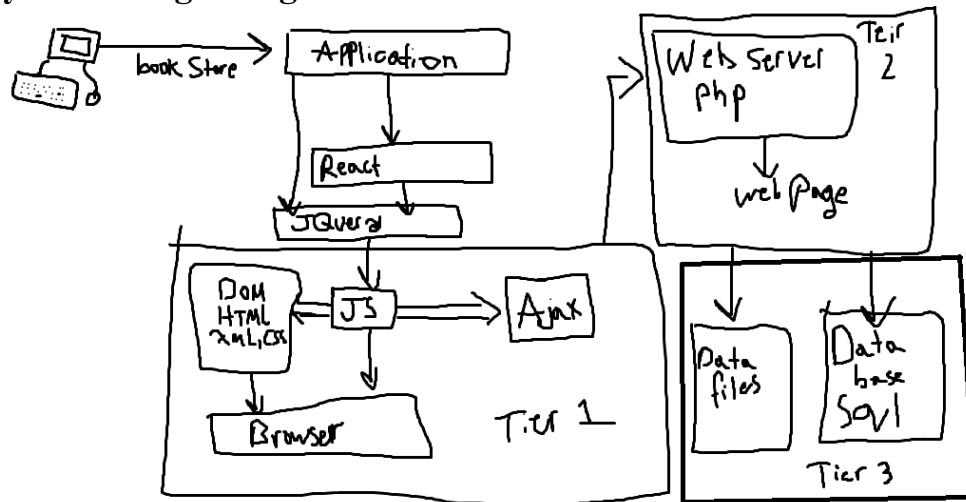 book Store
Application
React
JQuery
DOM
HTML
XML, CSS
JS
Ajax
Browser
Tier 1
Web Server
php
Teir
2
web Page
Data
files
Data
base
Sql
Tier 3